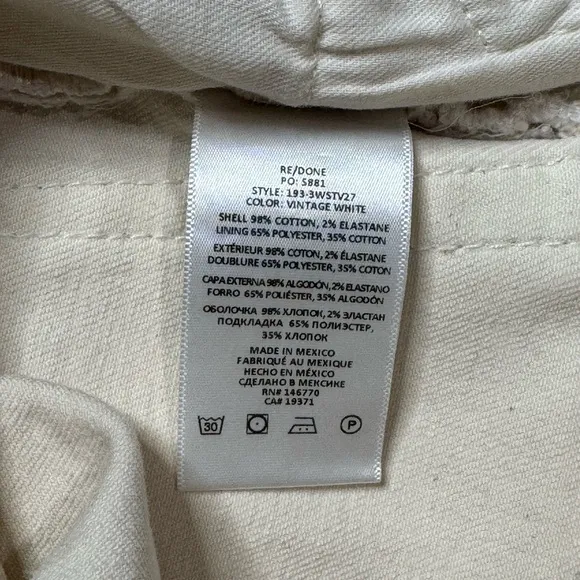 RE/DONE
PO: 5881
STYLE: 193-3WSTV27
COLOR: VINTAGE WHITE
SHELL 98% COTTON, 2% ELASTANE
LINING 65% POLYESTER, 35% COTTON
EXTÉRIEUR 98% COTON, 2% ÉLASTANE
DOUBLURE 65% POLYESTER, 35% COTON
CAPA EXTERNA 98% ALGODÓN, 2% ELASTANO
FORRO 65% POLIÉSTER, 35% ALGODÓN
ОБОЛОЧКА 98% ХЛОПОК, 2% ЭЛАСТАН
ПОДКЛАДКА 65% ПОЛИЭСТЕР,
35% ХЛОПОК
MADE IN MEXICO
FABRIQUÉ AU MEXIQUE
HECHO EN MÉXICO
СДЕЛАНО В МЕКСИКЕ
RN# 146770
CA# 19371
30 P